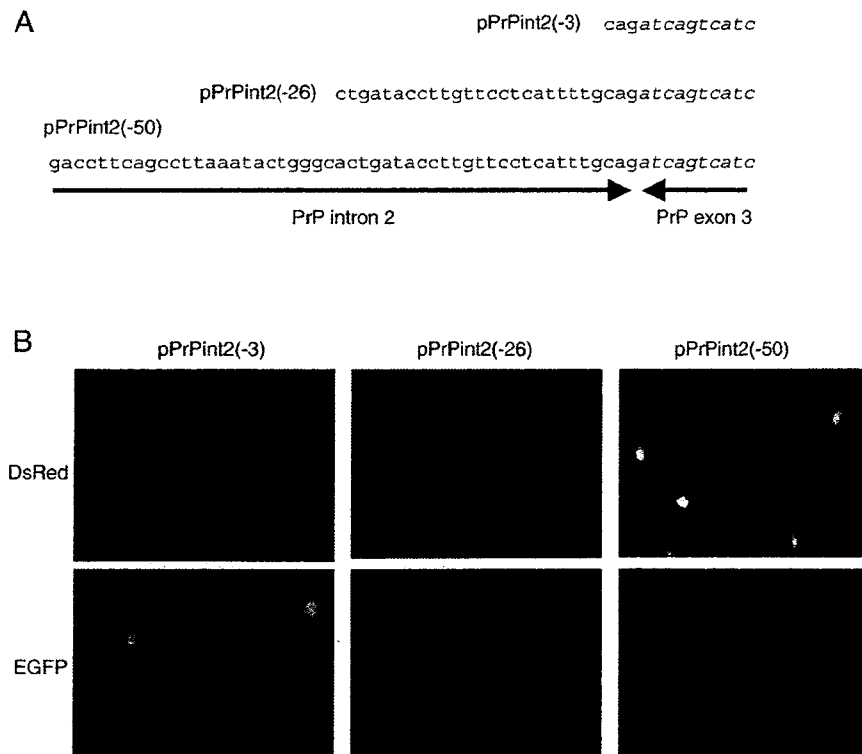 A
pPrPint2(-3) cagatcagtcatc
pPrPint2(-26) ctgataccttgttcctcattttgcagatcagtcatc
pPrPint2(-50)
gaccttcagccttaaatactgggcactgataccttgttcctcatttgcagatcagtcatc
PrP intron 2 PrP exon 3
B
pPrPint2(-3) pPrPint2(-26) pPrPint2(-50)
DsRed
EGFP